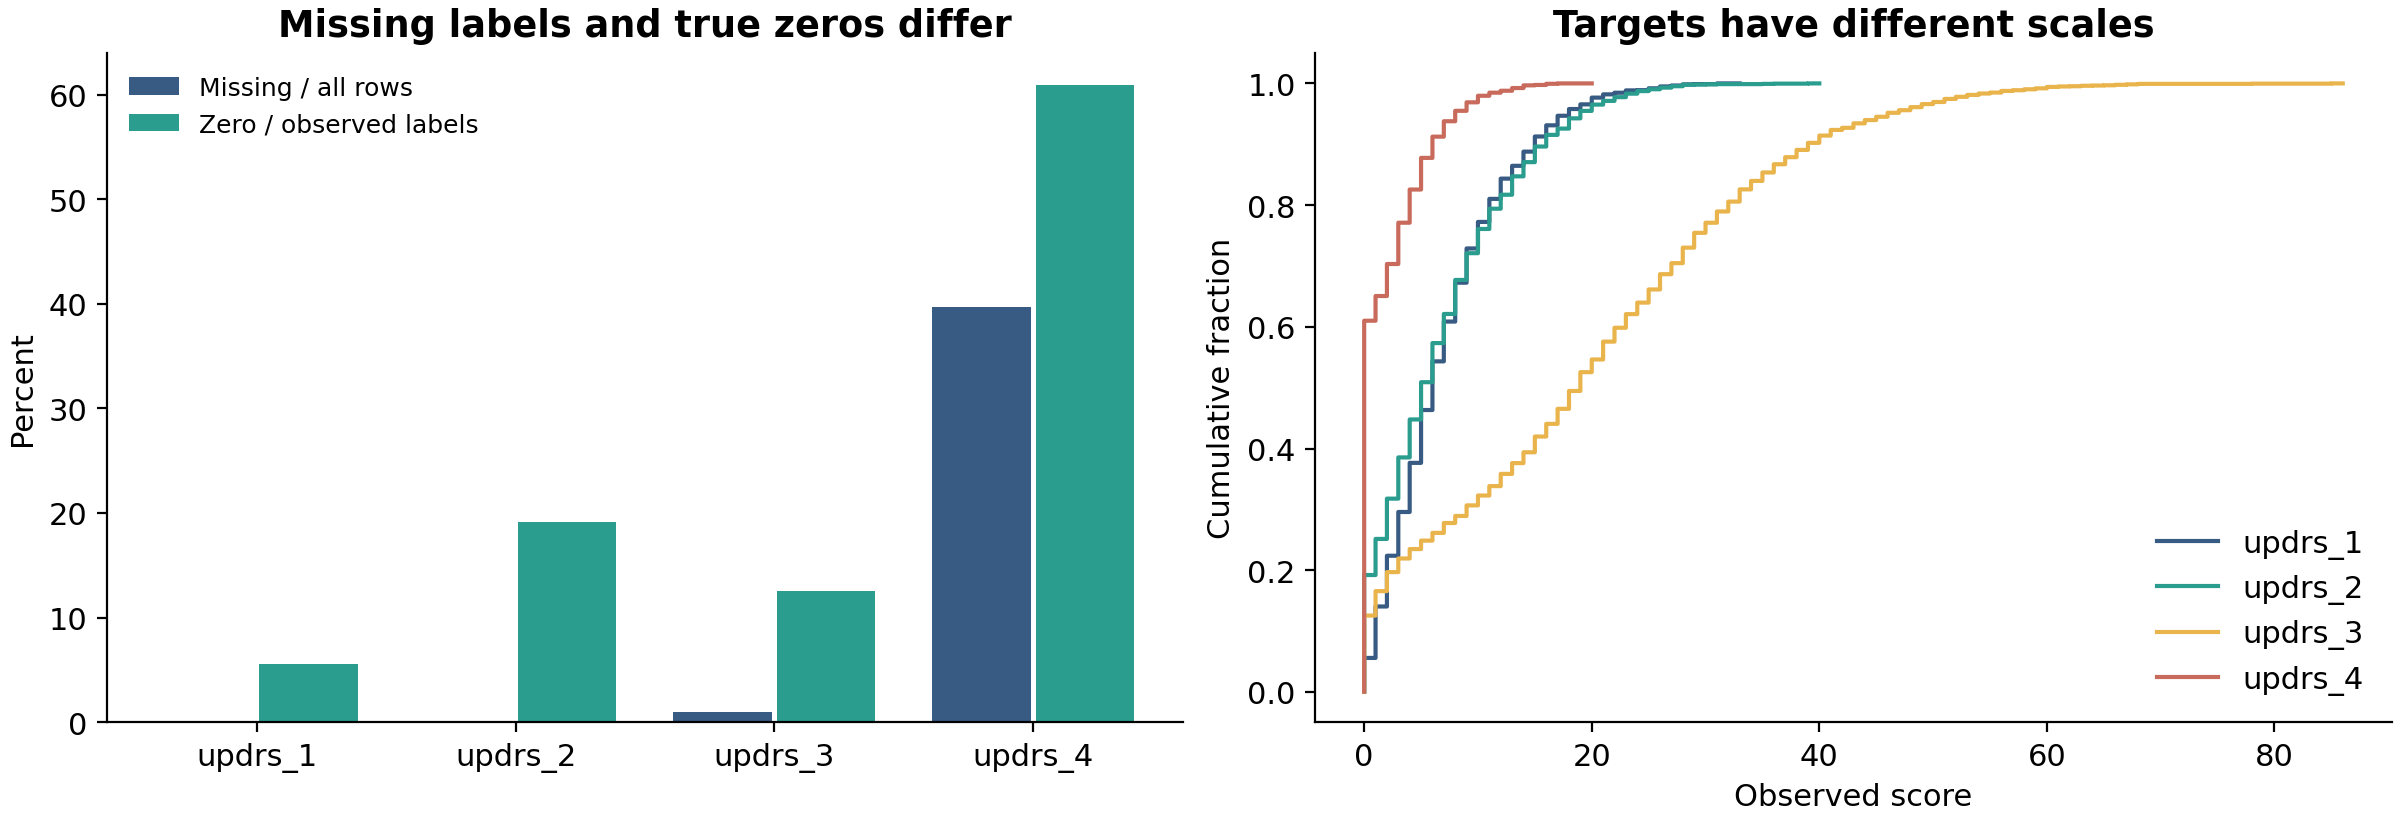 Missing labels and true zeros differ
Missing / all rows
Zero / observed labels
Percent
60
50
40
30
20
10
0
updrs_1 updrs_2 updrs_3 updrs_4
Targets have different scales
Cumulative fraction
1.0
0.8
0.6
0.4
0.2
0.0
updrs_1
updrs_2
updrs_3
updrs_4
0 20 40 60 80
Observed score